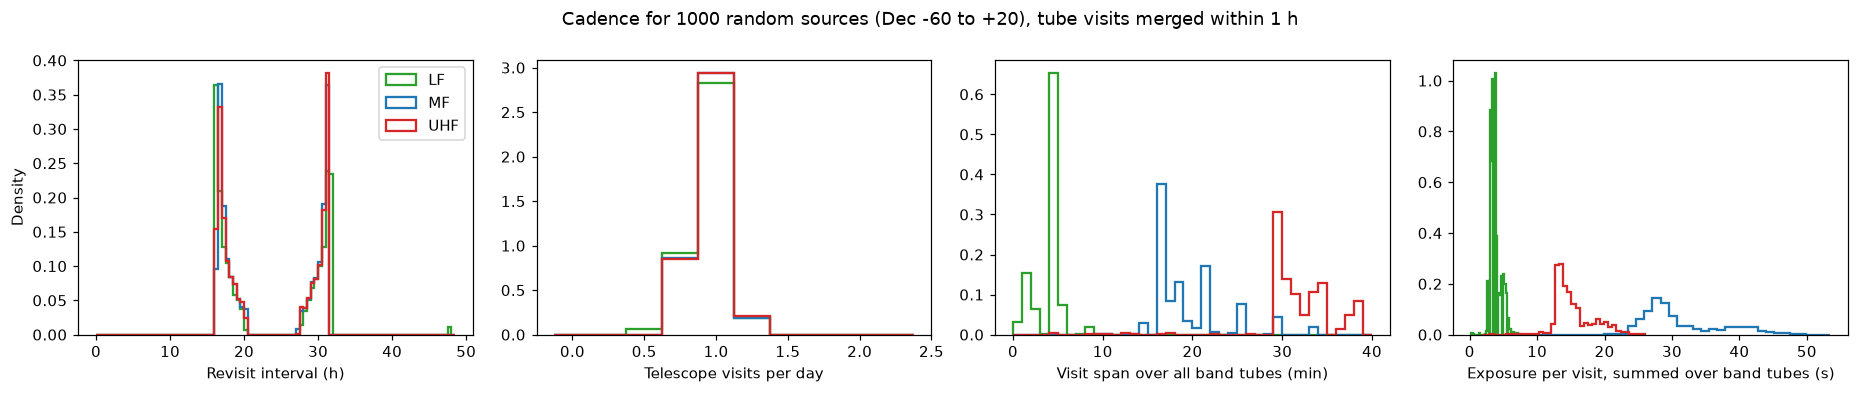 Cadence for 1000 random sources (Dec -60 to +20), tube visits merged within 1 h
Density
0.40
0.35
0.30
0.25
0.20
0.15
0.10
0.05
0.00
0 10 20 30 40 50
Revisit interval (h)
LF
MF
UHF
3.0
2.5
2.0
1.5
1.0
0.5
0.0
0.0 0.5 1.0 1.5 2.0 2.5
Telescope visits per day
0.6
0.5
0.4
0.3
0.2
0.1
0.0
0 10 20 30 40
Visit span over all band tubes (min)
1.0
0.8
0.6
0.4
0.2
0.0
0 10 20 30 40 50
Exposure per visit, summed over band tubes (s)